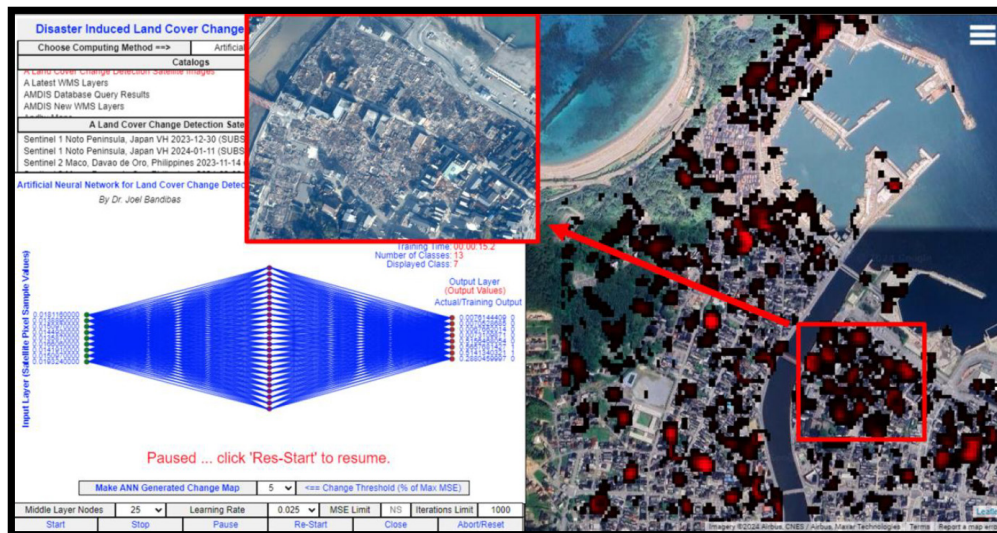 Disaster Induced Land Cover Change
Choose Computing Method ==>
Artificial
Catalogs
A Land Cover Change Detection Satellite Images
A Latest WMS Layers
AMDIS Database Query Results
AMDIS New WMS Layers
A Land Cover Change Detection Sate
Sentinel 1 Noto Peninsula, Japan VH 2023-12-30 (SUBS
Sentinel 1 Noto Peninsula, Japan VH 2024-01-11 (SUBS
Sentinel 2 Maco, Davao de Oro, Philippines 2023-11-14
Artificial Neural Network for Land Cover Change Detec
By Dr. Joel Bandibas
Training Time: 00:00:15.2
Number of Classes: 13
Displayed Class: 7
Output Layer
(Output Values)
Actual/Training Output
Input Layer (Satellite Pixel Sample Values)
Paused ... click 'Res-Start' to resume.
Make ANN Generated Change Map 5 <== Change Threshold (% of Max MSE)
Middle Layer Nodes 25 Learning Rate 0.025 MSE Limit NS Iterations Limit 1000
Start Stop Pause Re-Start Close Abort/Reset
Leafle
Imagery ©2024 Airbus, CNES / Airbus, Maxar Technologies Terms Report a map erro